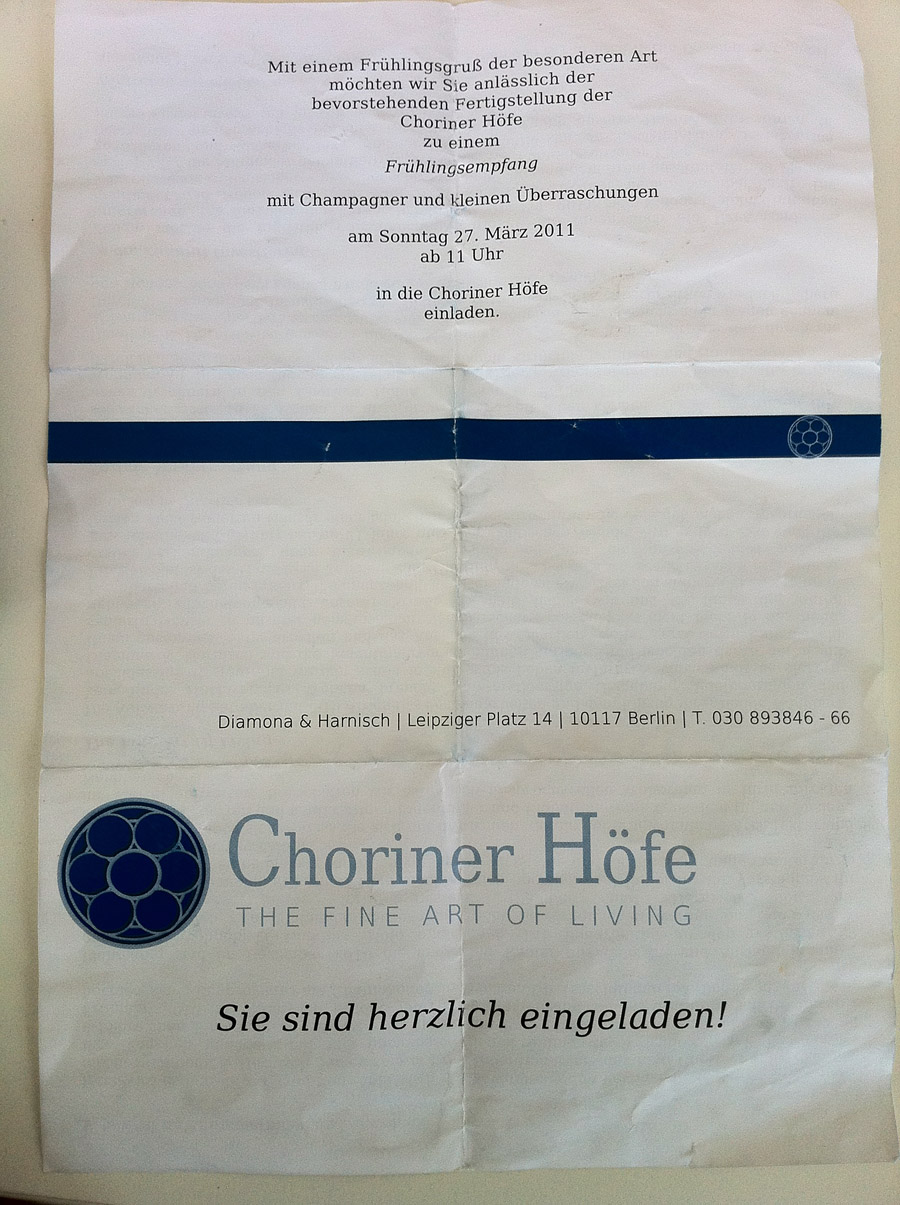 Mit einem Frühlingsgruß der besonderen Art
möchten wir Sie anlässlich der
bevorstehenden Fertigstellung der
Choriner Höfe
zu einem
Frühlingsempfang
mit Champagner und kleinen Überraschungen
am Sonntag 27. März 2011
ab 11 Uhr
in die Choriner Höfe
einladen.
Diamona & Harnisch | Leipziger Platz 14 | 10117 Berlin | T. 030 893846 - 66
Choriner Höfe
THE FINE ART OF LIVING
Sie sind herzlich eingeladen!